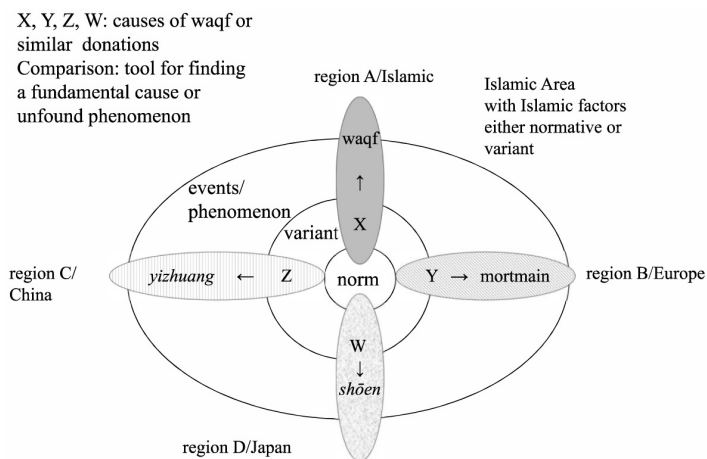 X, Y, Z, W: causes of waqf or
similar donations
Comparison: tool for finding
a fundamental cause or
unfound phenomenon
region A/Islamic
Islamic Area
with Islamic factors
either normative or
variant
waqf
↑
X
events/
phenomenon
variant
region C/
China
yizhuang ← Z
norm
Y → mortmain
region B/Europe
W
↓
shōen
region D/Japan